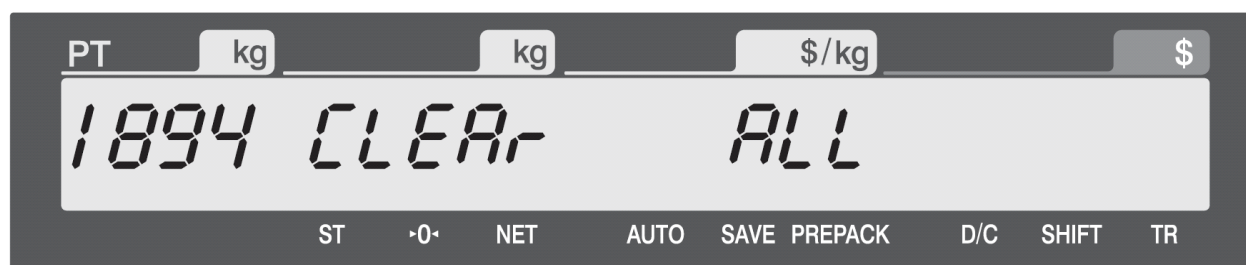 PT kg kg $/kg $
1894 CLEAr ALL
ST ▸0◂ NET AUTO SAVE PREPACK D/C SHIFT TR